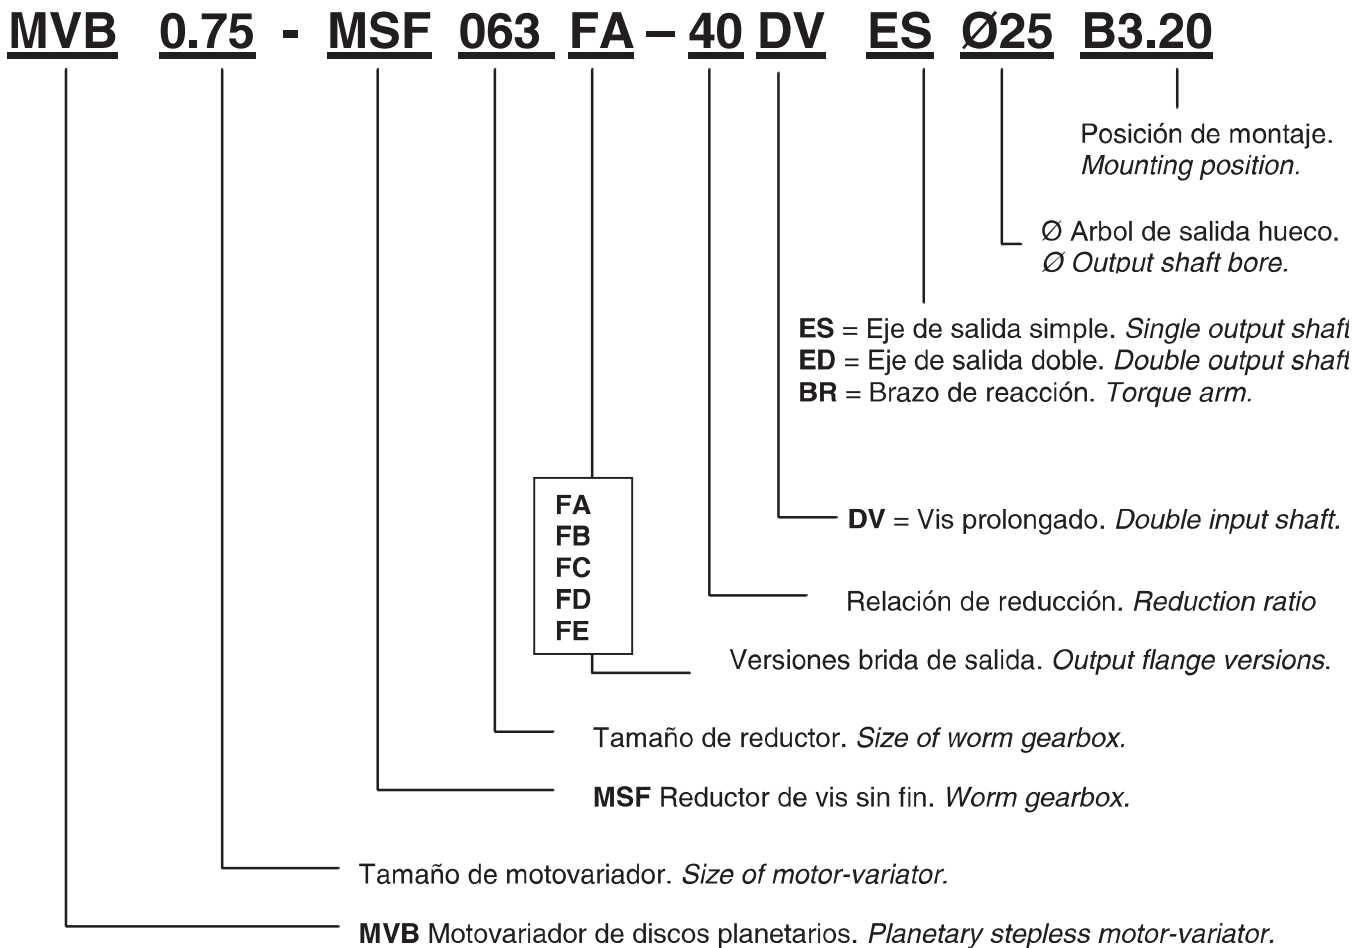 MVB 0.75 - MSF 063 FA – 40 DV ES Ø25 B3.20
Posición de montaje.
Mounting position.
Ø Arbol de salida hueco.
Ø Output shaft bore.
ES = Eje de salida simple. Single output shaft
ED = Eje de salida doble. Double output shaft
BR = Brazo de reacción. Torque arm.
FA
FB
FC
FD
FE
DV = Vis prolongado. Double input shaft.
Relación de reducción. Reduction ratio
Versiones brida de salida. Output flange versions.
Tamaño de reductor. Size of worm gearbox.
MSF Reductor de vis sin fin. Worm gearbox.
Tamaño de motovariador. Size of motor-variator.
MVB Motovariador de discos planetarios. Planetary stepless motor-variator.